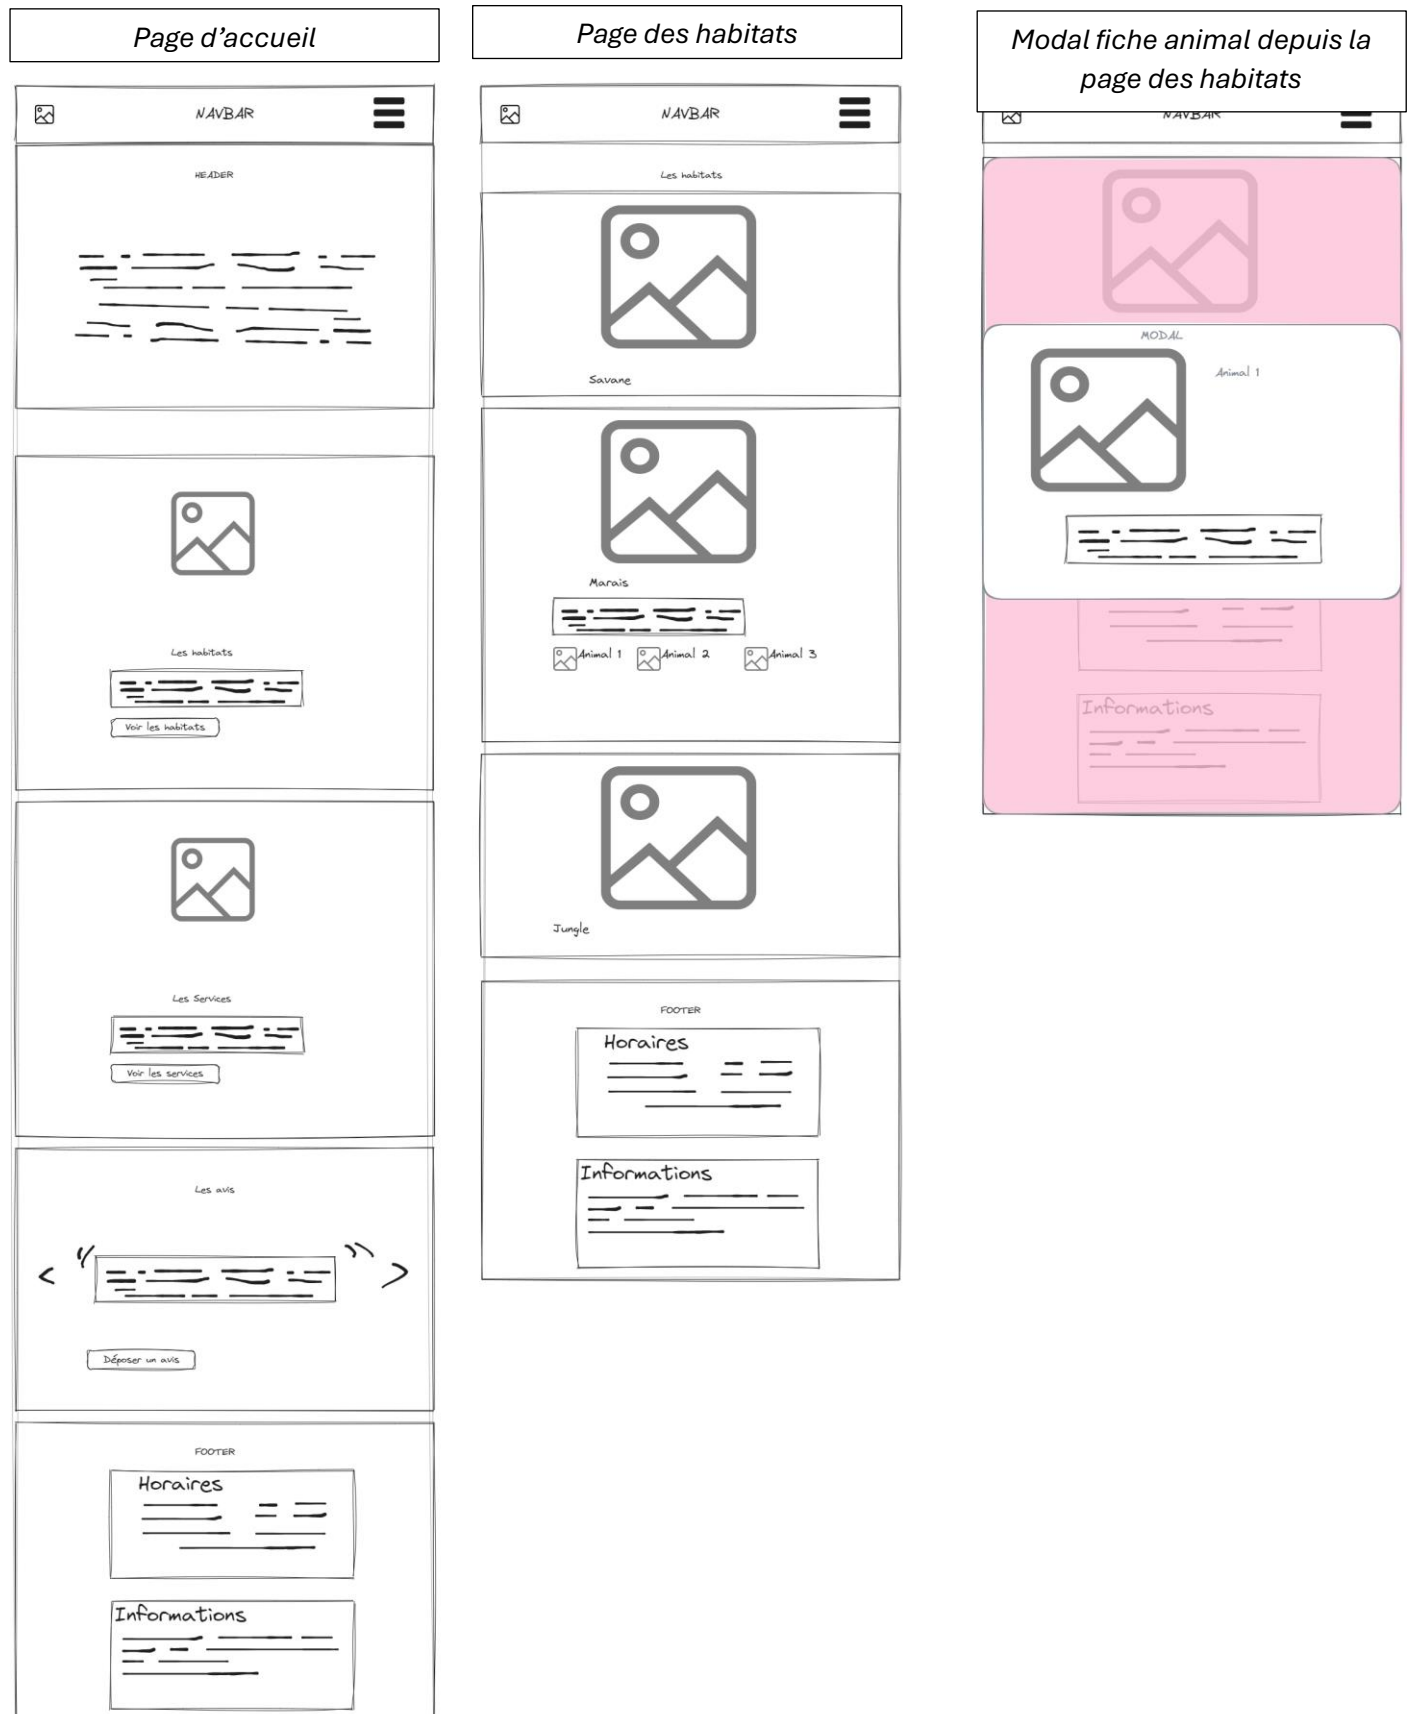 Page d’accueil
NAVBAR
HEADER
Les habitats
Voir les habitats
Les Services
Voir les services
Les avis
Déposer un avis
FOOTER
Horaires
Informations
Page des habitats
NAVBAR
Les habitats
Savane
Marais
Animal 1 Animal 2 Animal 3
Jungle
FOOTER
Horaires
Informations
Modal fiche animal depuis la
page des habitats
NAVBAR
MODAL
Animal 1
Informations